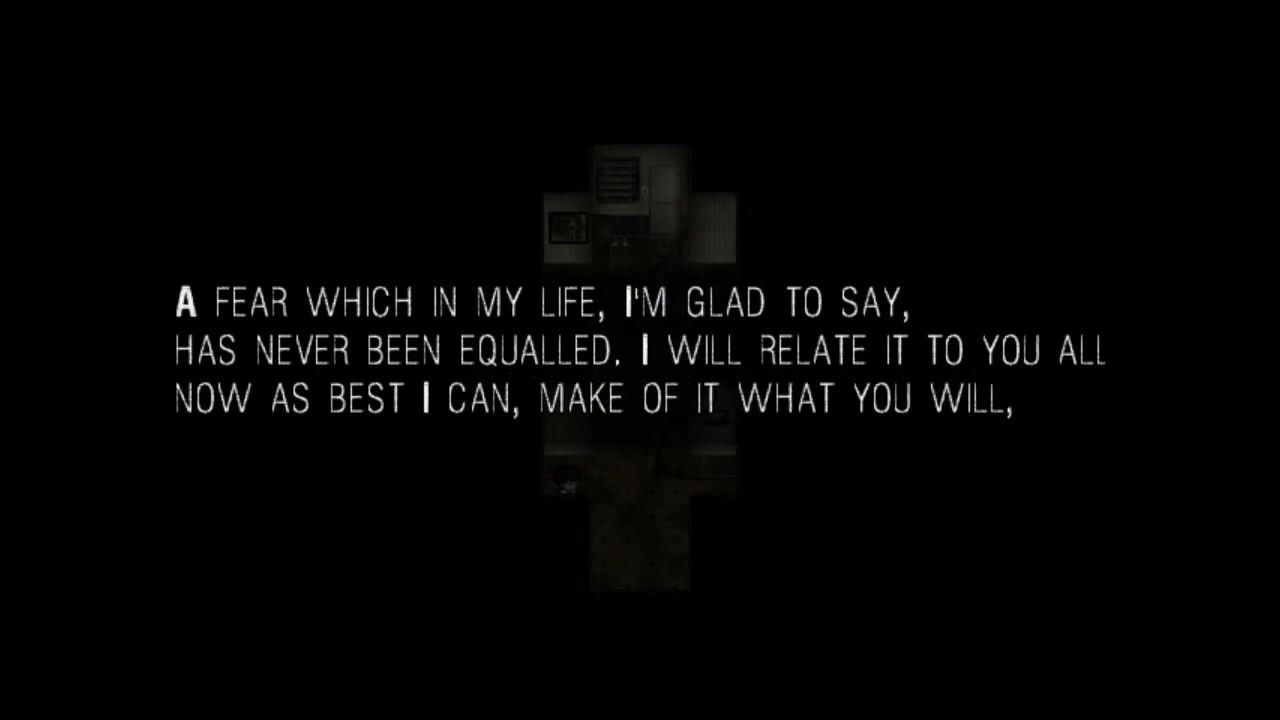 A FEAR WHICH IN MY LIFE, I'M GLAD TO SAY,
HAS NEVER BEEN EQUALLED. I WILL RELATE IT TO YOU ALL
NOW AS BEST I CAN, MAKE OF IT WHAT YOU WILL,